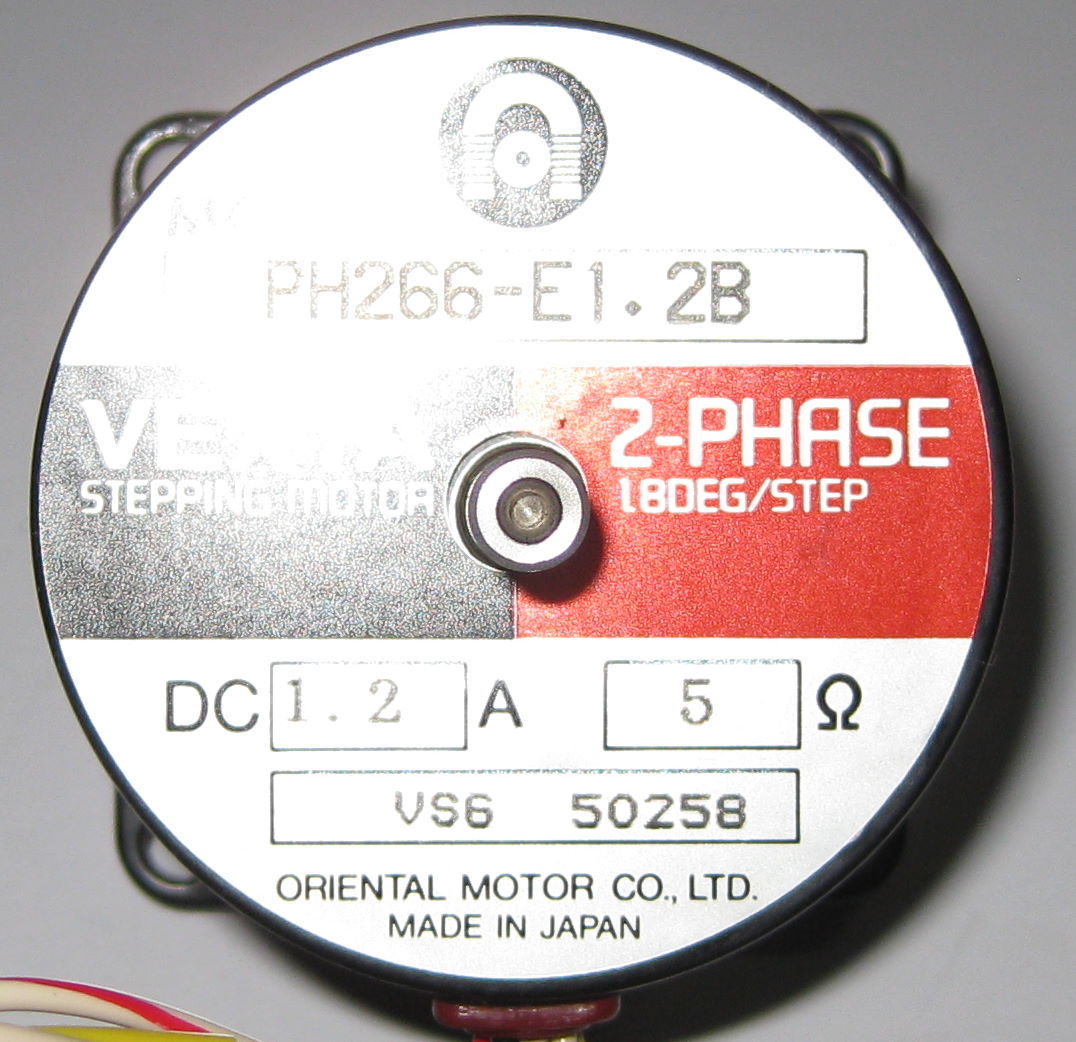 PH266-E1.2B
VEXTA 2-PHASE
STEPPING MOTOR 1.8DEG/STEP
DC 1.2 A 5 Ω
VS6 50258
ORIENTAL MOTOR CO., LTD.
MADE IN JAPAN